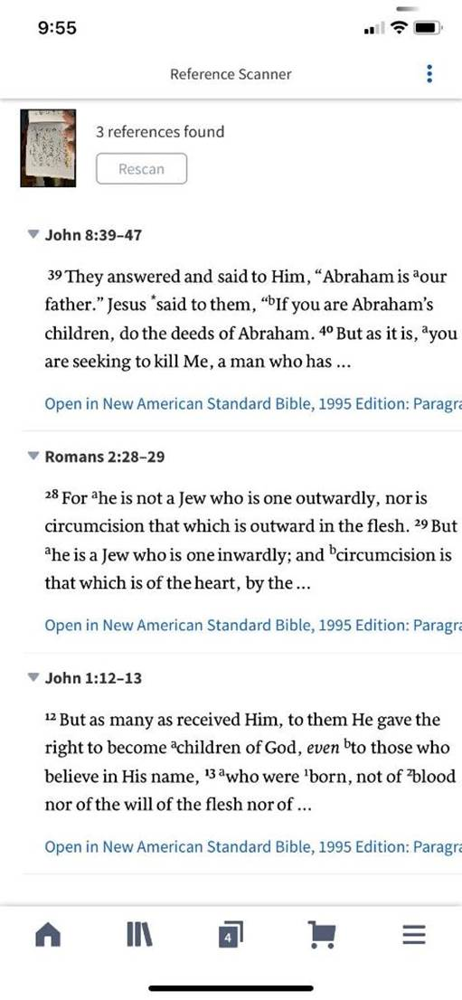 9:55
Reference Scanner
3 references found
Rescan
John 8:39–47
39 They answered and said to Him, “Abraham is ᵃour
father.” Jesus *said to them, “ᵇIf you are Abraham’s
children, do the deeds of Abraham. 40 But as it is, ᵃyou
are seeking to kill Me, a man who has ...
Open in New American Standard Bible, 1995 Edition: Paragra
Romans 2:28–29
28 For ᵃhe is not a Jew who is one outwardly, nor is
circumcision that which is outward in the flesh. 29 But
ᵃhe is a Jew who is one inwardly; and ᵇcircumcision is
that which is of the heart, by the ...
Open in New American Standard Bible, 1995 Edition: Paragra
John 1:12–13
12 But as many as received Him, to them He gave the
right to become ᵃchildren of God, even ᵇto those who
believe in His name, 13 ᵃwho were ¹born, not of ²blood
nor of the will of the flesh nor of ...
Open in New American Standard Bible, 1995 Edition: Paragra
4